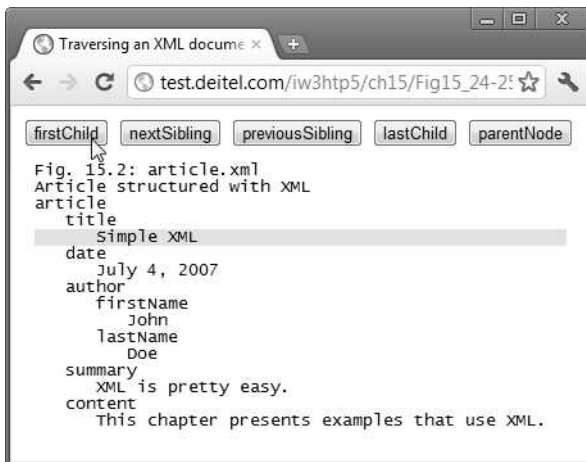 Traversing an XML docume
test.deitel.com/iw3htp5/ch15/Fig15_24-25
firstChild nextSibling previousSibling lastChild parentNode
Fig. 15.2: article.xml
Article structured with XML
article
title
Simple XML
date
July 4, 2007
author
firstName
John
lastName
Doe
summary
XML is pretty easy.
content
This chapter presents examples that use XML.